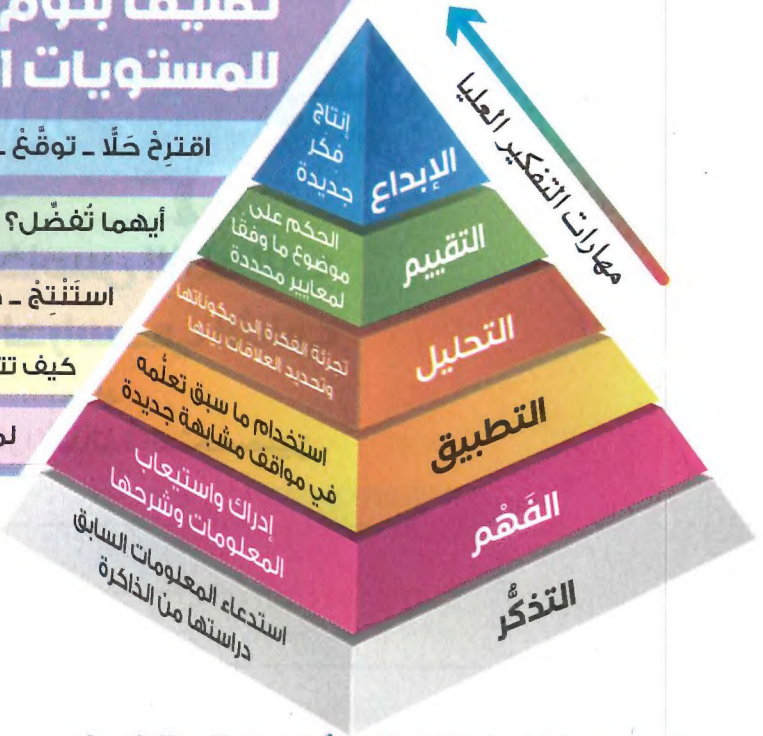 تصنيف بلوم
للمستويات
مهارات التفكير العليا
اقترِحْ حَلًّا ـ توقَّعْ ـ
أيهما تُفضِّل؟
استَنْتِجْ ـ
كيف
الإبداع
إنتاج
فكر
جديدة
التقييم
الحكم على
موضوع ما وفقًا
لمعايير محددة
التحليل
تجزئة الفكرة إلى مكوناتها
وتحديد العلاقات بينها
التطبيق
استخدام ما سبق تعلُّمه
في مواقف مشابهة جديدة
الفَهْم
إدراك واستيعاب
المعلومات وشرحها
التذكُّر
استدعاء المعلومات السابق
دراستها من الذاكرة